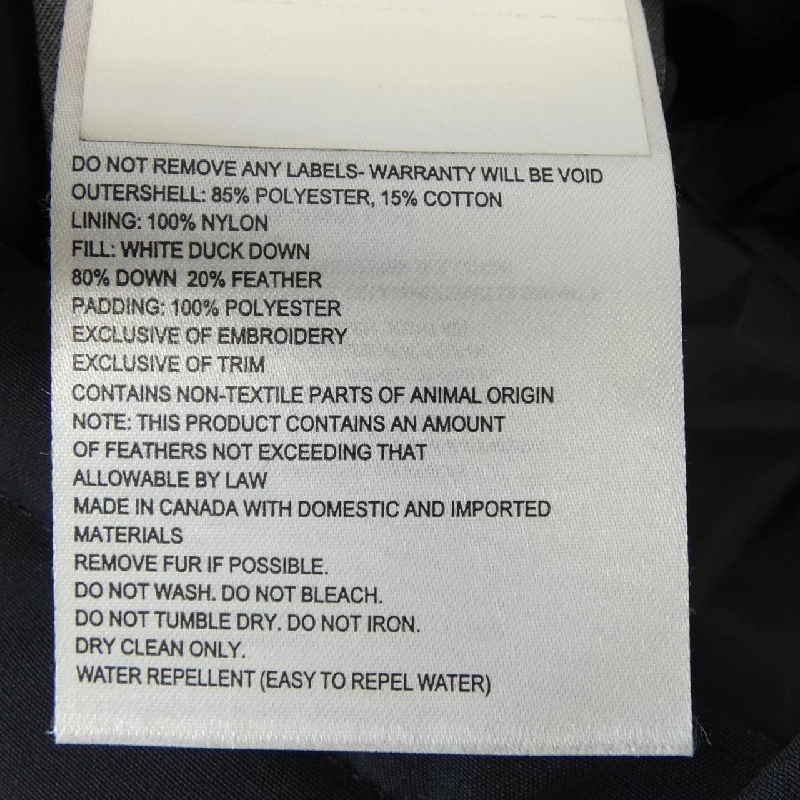 DO NOT REMOVE ANY LABELS- WARRANTY WILL BE VOID
OUTERSHELL: 85% POLYESTER, 15% COTTON
LINING: 100% NYLON
FILL: WHITE DUCK DOWN
80% DOWN 20% FEATHER
PADDING: 100% POLYESTER
EXCLUSIVE OF EMBROIDERY
EXCLUSIVE OF TRIM
CONTAINS NON-TEXTILE PARTS OF ANIMAL ORIGIN
NOTE: THIS PRODUCT CONTAINS AN AMOUNT
OF FEATHERS NOT EXCEEDING THAT
ALLOWABLE BY LAW
MADE IN CANADA WITH DOMESTIC AND IMPORTED
MATERIALS
REMOVE FUR IF POSSIBLE.
DO NOT WASH. DO NOT BLEACH.
DO NOT TUMBLE DRY. DO NOT IRON.
DRY CLEAN ONLY.
WATER REPELLENT (EASY TO REPEL WATER)